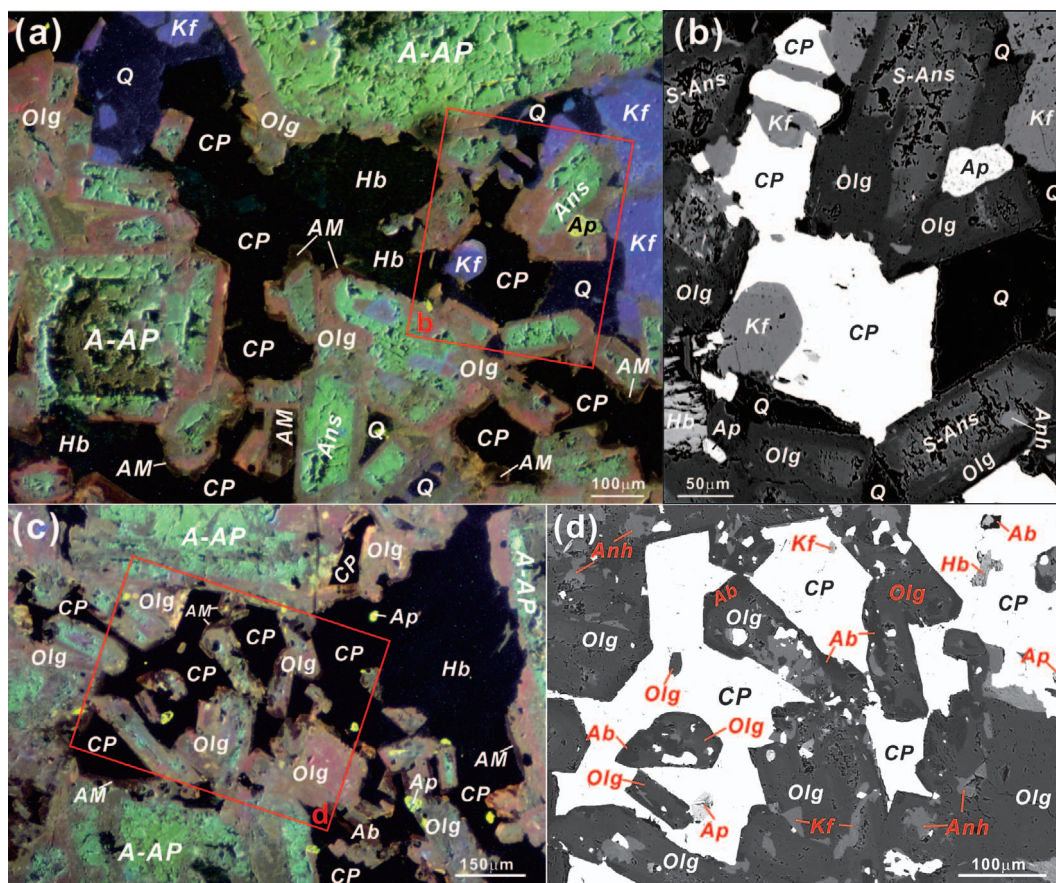 (a)
Kf
Q
A-AP
Olg
CP
Olg
Q
Kf
Hb
Ans
Ap
AM
CP
Hb
Kf
Kf
CP
Q
b
A-AP
CP
Olg
Olg
AM
AM
Ans
CP
Hb
Q
CP
AM
AM
CP
Q
100µm
(b)
CP
Q
S-Ans
S-Ans
Kf
Kf
Ap
CP
Olg
Q
Olg
Olg
Q
Kf
CP
Hb
Q
Ap
S-Ans
Anh
Olg
Olg
Q
50µm
(c)
A-AP
CP
Olg
A-AP
Olg
AM
Ap
CP
CP
CP
Hb
Olg
Olg
CP
CP
Olg
Olg
AM
CP
AM
Ap
d
Ab
Olg
A-AP
CP
150µm
(d)
Anh
Kf
Ab
Hb
CP
Olg
Ab
Olg
CP
Olg
Ab
Ap
Olg
CP
Ab
Olg
CP
Olg
Olg
Olg
Ap
Kf
Anh
Olg
100µm